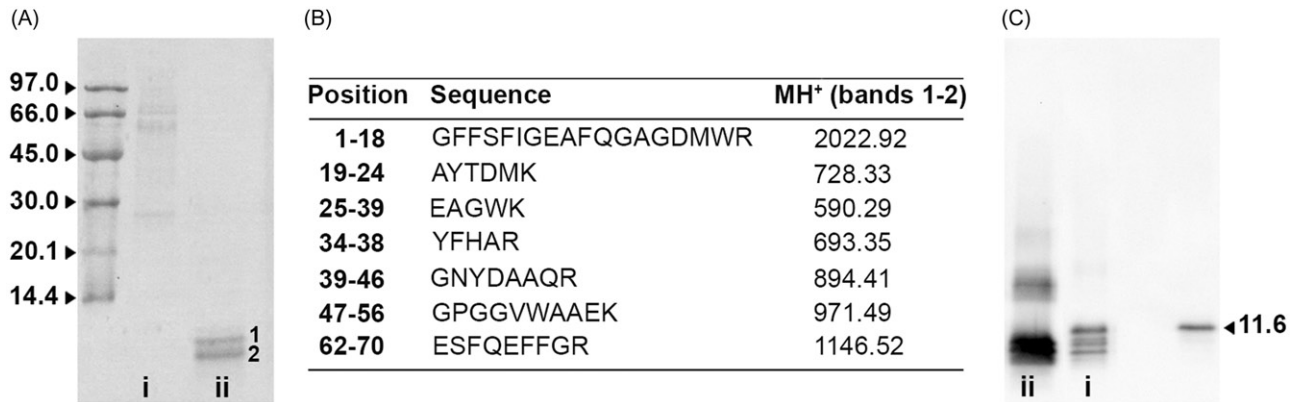 (A)
97.0
66.0
45.0
30.0
20.1
14.4
1
2
i ii
(B)
Position Sequence MH⁺ (bands 1-2)
1-18 GFFSFIGEAFQGAGDMWR 2022.92
19-24 AYTDMK 728.33
25-39 EAGWK 590.29
34-38 YFHAR 693.35
39-46 GNYDAAQR 894.41
47-56 GPGGVWAAEK 971.49
62-70 ESFQEFFGR 1146.52
(C)
11.6
ii i